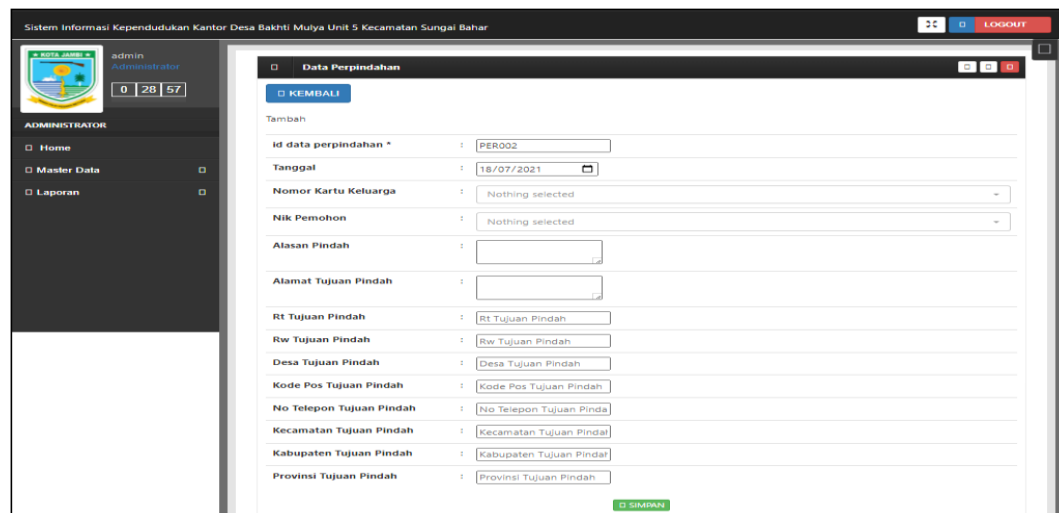 Sistem Informasi Kependudukan Kantor Desa Bakhti Mulya Unit 5 Kecamatan Sungai Bahar
LOGOUT
KOTA JAMBI
admin
Administrator
0 28 57
ADMINISTRATOR
Home
Master Data
Laporan
Data Perpindahan
KEMBALI
Tambah
id data perpindahan * : PER002
Tanggal : 18/07/2021
Nomor Kartu Keluarga : Nothing selected
Nik Pemohon : Nothing selected
Alasan Pindah :
Alamat Tujuan Pindah :
Rt Tujuan Pindah : Rt Tujuan Pindah
Rw Tujuan Pindah : Rw Tujuan Pindah
Desa Tujuan Pindah : Desa Tujuan Pindah
Kode Pos Tujuan Pindah : Kode Pos Tujuan Pindah
No Telepon Tujuan Pindah : No Telepon Tujuan Pinda
Kecamatan Tujuan Pindah : Kecamatan Tujuan Pindah
Kabupaten Tujuan Pindah : Kabupaten Tujuan Pindah
Provinsi Tujuan Pindah : Provinsi Tujuan Pindah
SIMPAN